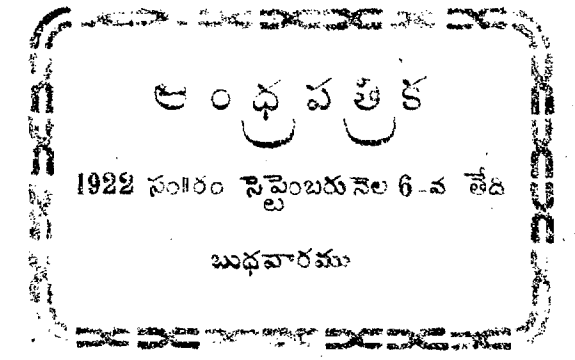 ఆంధ్రపత్రిక
1922 సం॥రం సెప్టెంబరు నెల 6-వ తేది
బుధవారము